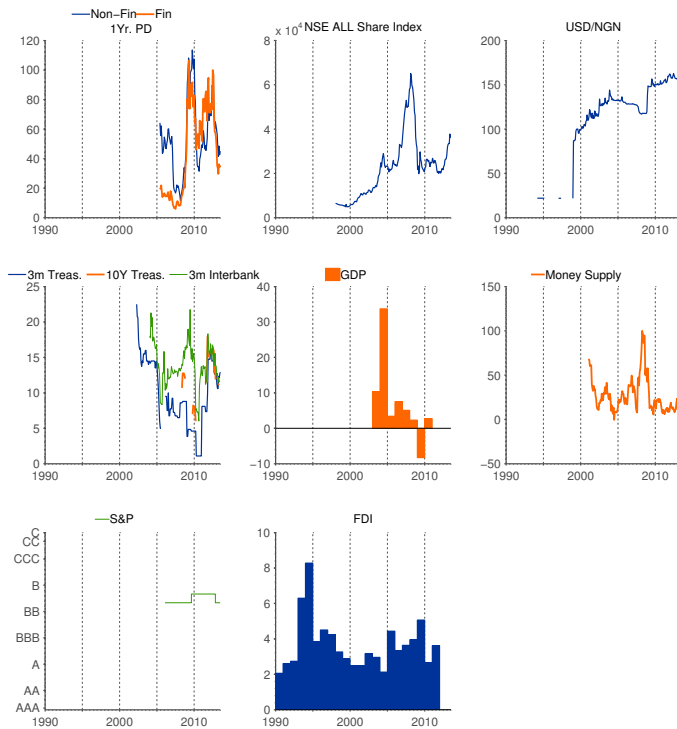 Non−Fin Fin
1Yr. PD
120
100
80
60
40
20
0
1990 2000 2010
x 10⁴ NSE ALL Share Index
8
6
4
2
0
1990 2000 2010
USD/NGN
200
150
100
50
0
1990 2000 2010
3m Treas. 10Y Treas. 3m Interbank
25
20
15
10
5
0
1990 2000 2010
GDP
40
30
20
10
0
−10
1990 2000 2010
Money Supply
150
100
50
0
−50
1990 2000 2010
S&P
C
CC
CCC
B
BB
BBB
A
AA
AAA
1990 2000 2010
FDI
10
8
6
4
2
0
1990 2000 2010